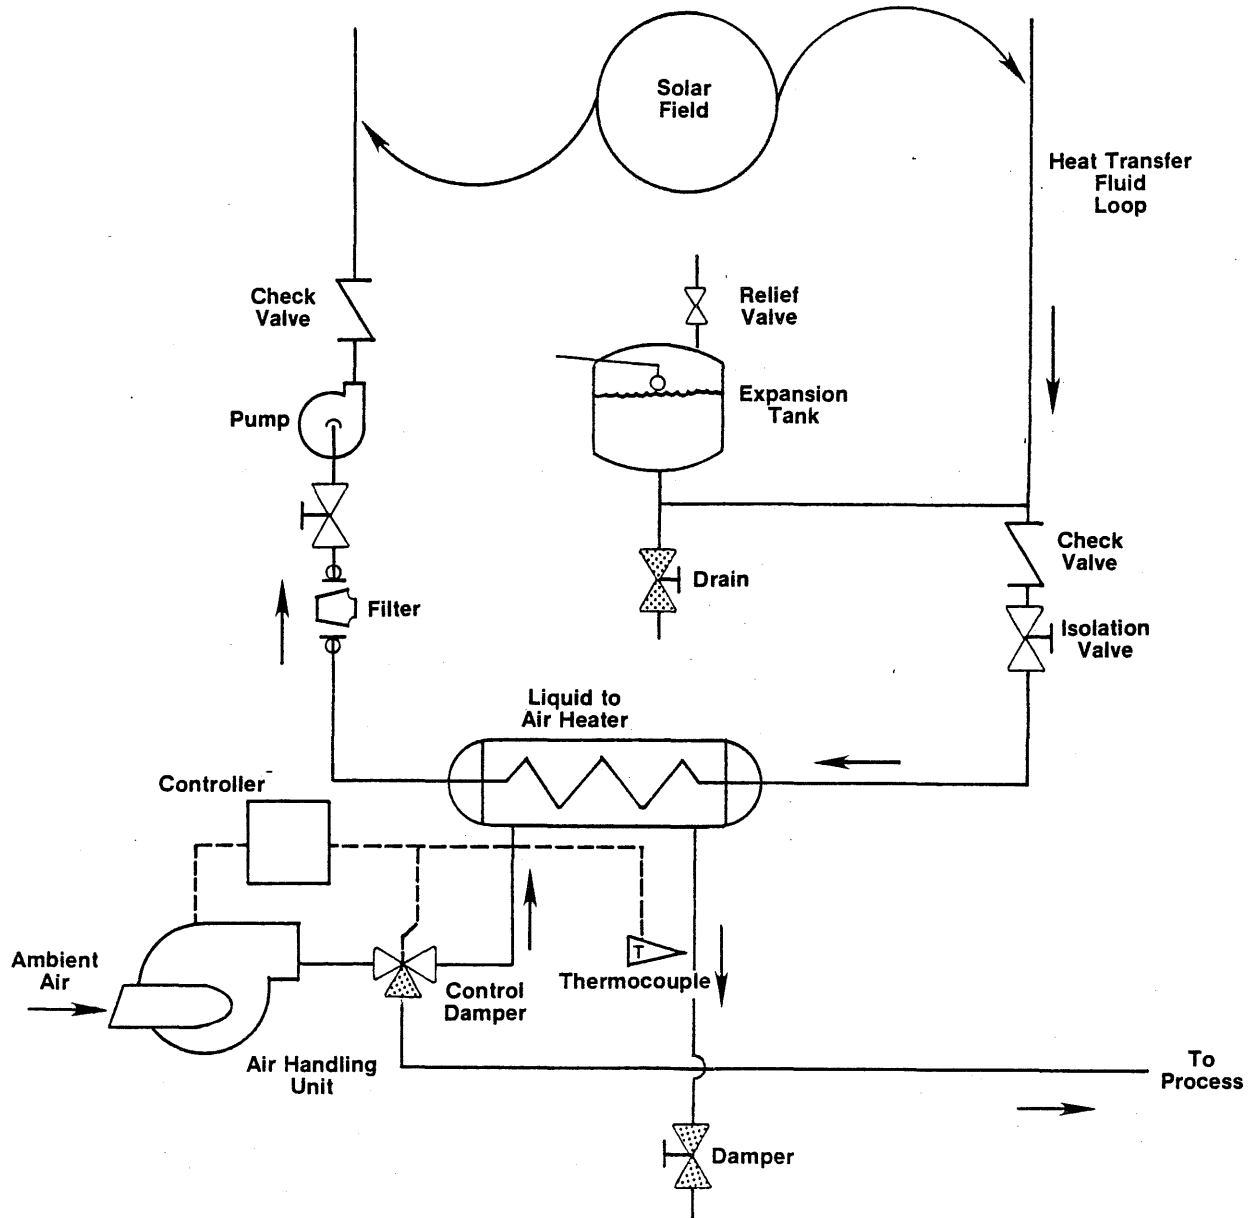 Solar
Field
Heat Transfer
Fluid
Loop
Check
Valve
Relief
Valve
Pump
Expansion
Tank
Check
Valve
Drain
Filter
Isolation
Valve
Liquid to
Air Heater
Controller
T
Ambient
Air
Thermocouple
Control
Damper
Air Handling
Unit
To
Process
Damper